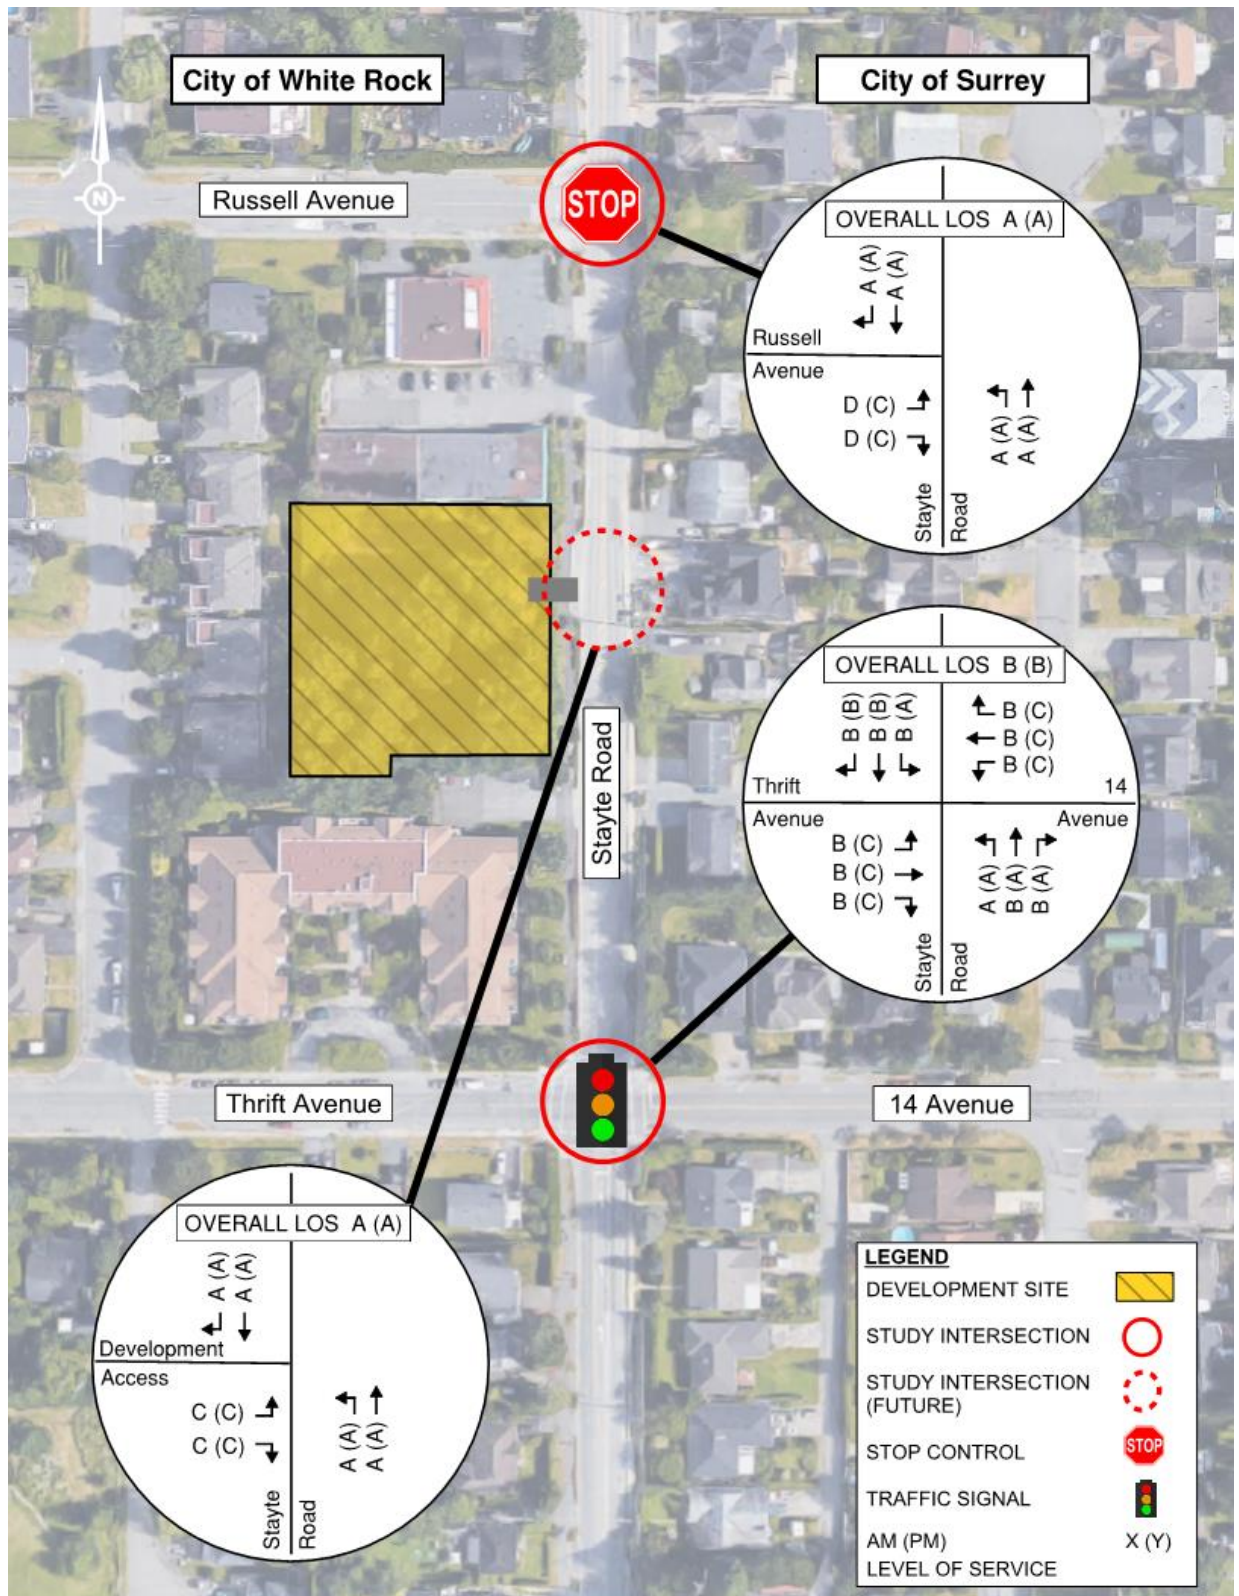 City of White Rock
City of Surrey
N
Russell Avenue
STOP
OVERALL LOS A (A)
A (A)
A (A)
Russell
Avenue
D (C)
D (C)
A (A)
A (A)
Stayte
Road
OVERALL LOS B (B)
B (B)
B (B)
B (A)
B (C)
B (C)
B (C)
Thrift
14
Avenue
Avenue
B (C)
B (C)
B (C)
A (A)
B (A)
B (A)
Stayte
Road
Stayte Road
Thrift Avenue
14 Avenue
OVERALL LOS A (A)
A (A)
A (A)
Development
Access
C (C)
C (C)
A (A)
A (A)
Stayte
Road
LEGEND
DEVELOPMENT SITE
STUDY INTERSECTION
STUDY INTERSECTION
(FUTURE)
STOP CONTROL
STOP
TRAFFIC SIGNAL
AM (PM) X (Y)
LEVEL OF SERVICE